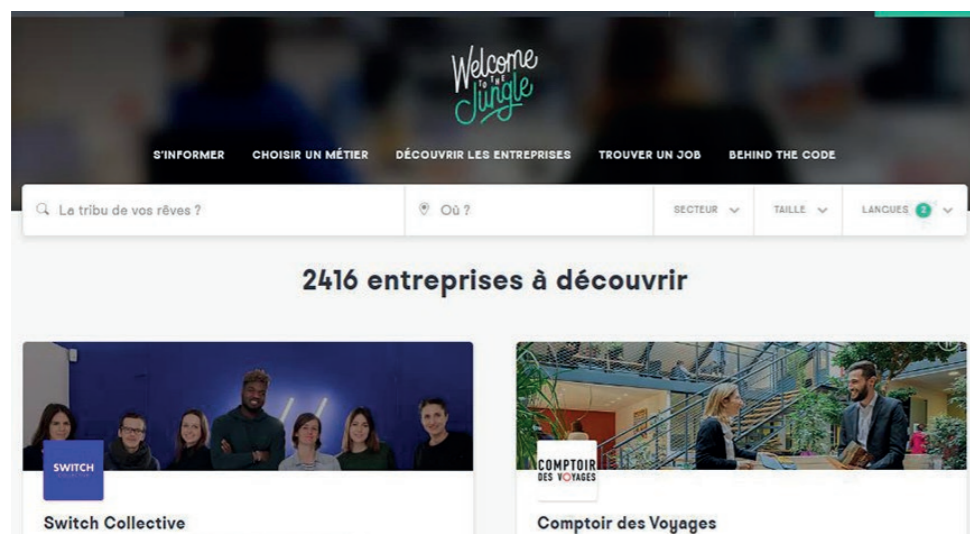 Welcome
TO THE
Jungle
S'INFORMER CHOISIR UN MÉTIER DÉCOUVRIR LES ENTREPRISES TROUVER UN JOB BEHIND THE CODE
La tribu de vos rêves ? Où ? SECTEUR TAILLE LANGUES 2
2416 entreprises à découvrir
SWITCH
COMPTOIR
DES VOYAGES
Switch Collective
Comptoir des Voyages